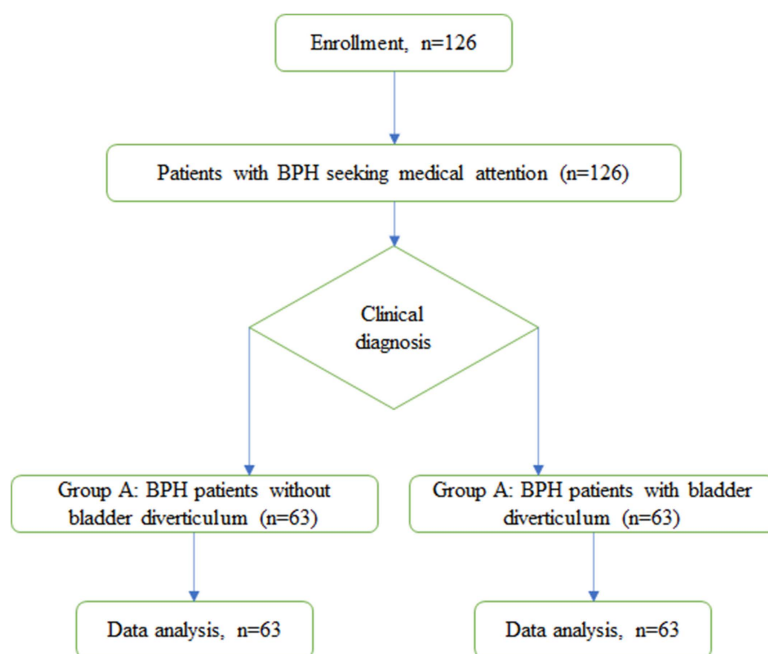 Enrollment, n=126
Patients with BPH seeking medical attention (n=126)
Clinical
diagnosis
Group A: BPH patients without
bladder diverticulum (n=63)
Group A: BPH patients with bladder
diverticulum (n=63)
Data analysis, n=63
Data analysis, n=63